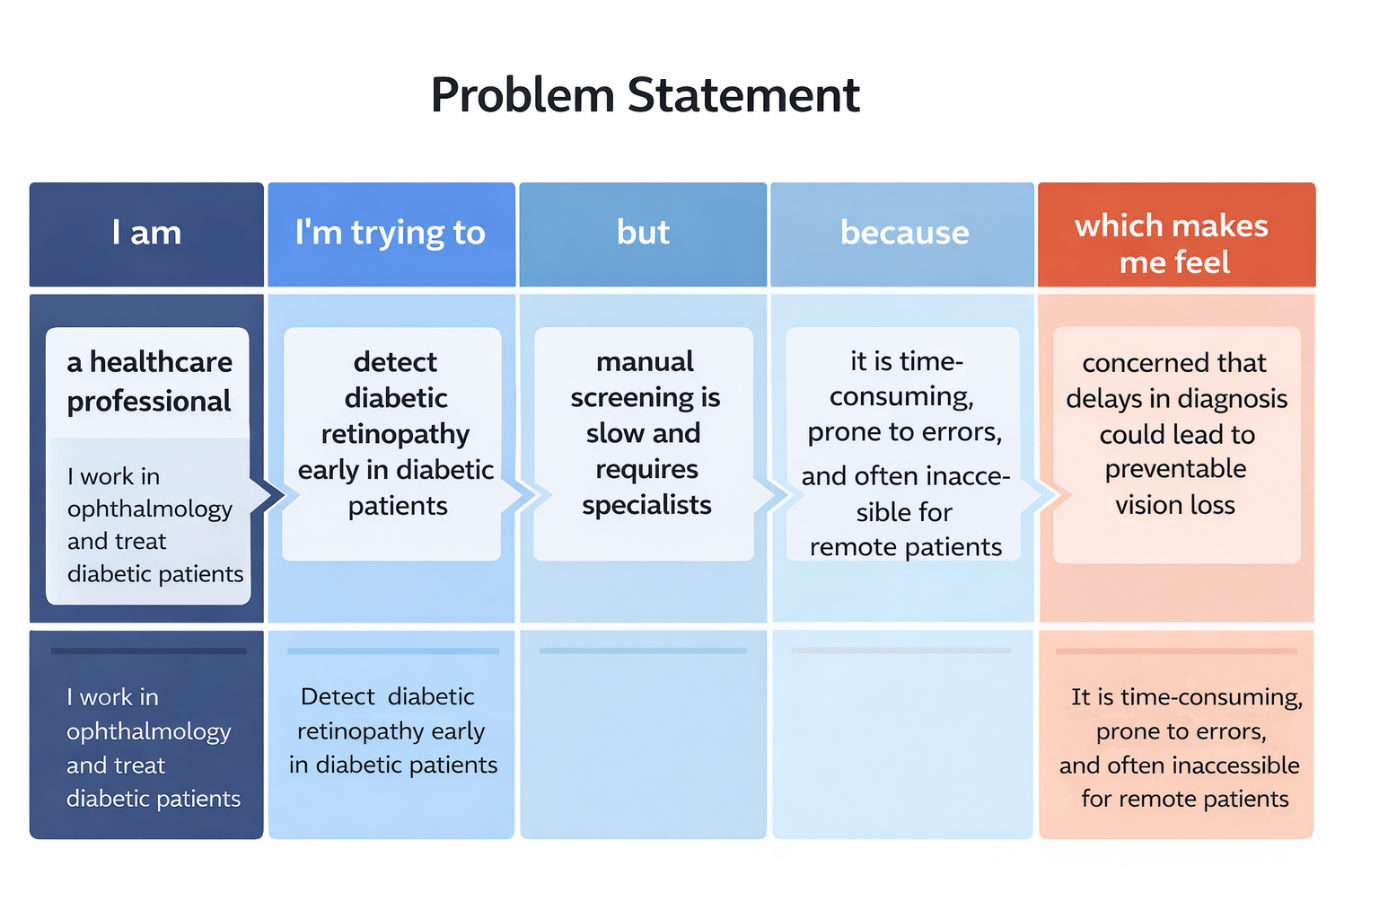 Problem Statement
I am
I'm trying to
but
because
which makes
me feel
a healthcare
professional
I work in
ophthalmology
and treat
diabetic patients
detect
diabetic
retinopathy
early in diabetic
patients
manual
screening is
slow and
requires
specialists
it is time-
consuming,
prone to errors,
and often inacce-
sible for
remote patients
concerned that
delays in diagnosis
could lead to
preventable
vision loss
I work in
ophthalmology
and treat
diabetic patients
Detect diabetic
retinopathy early
in diabetic patients
It is time-consuming,
prone to errors,
and often inaccessible
for remote patients